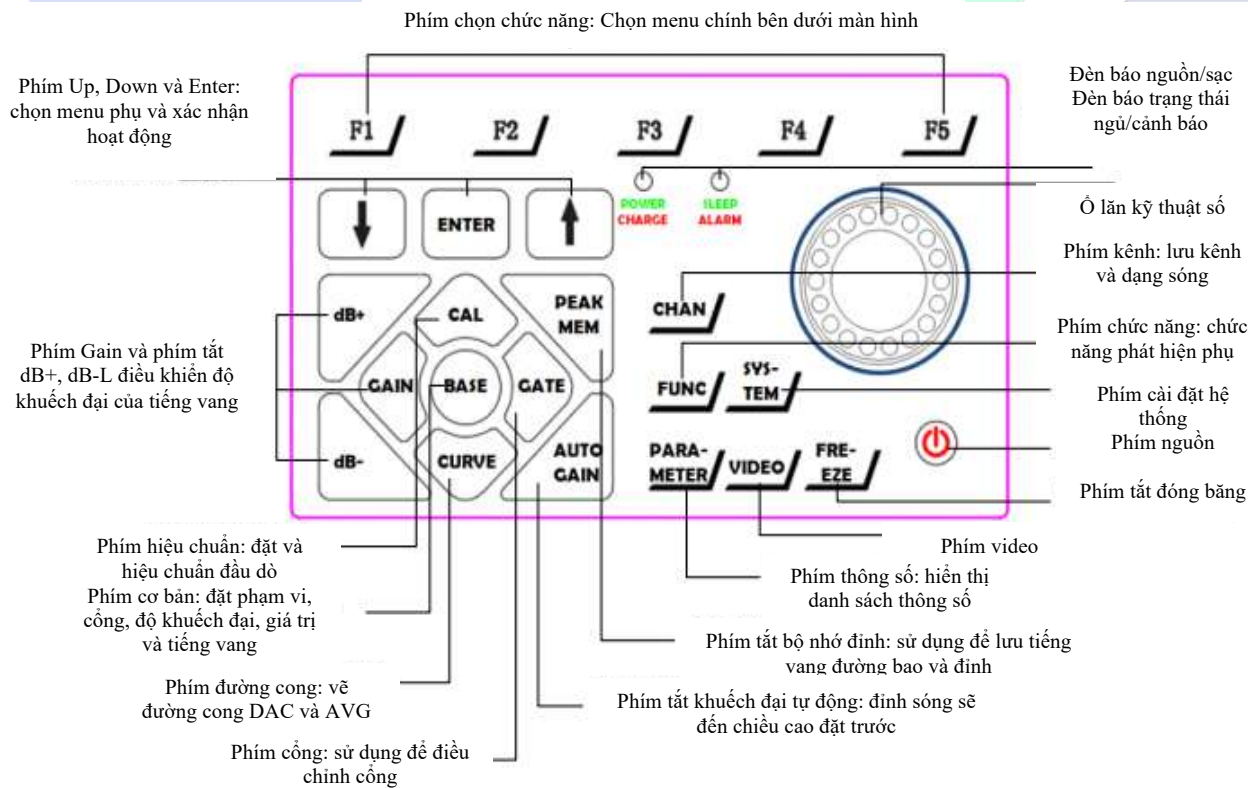 Phím chọn chức năng: Chọn menu chính bên dưới màn hình
Phím Up, Down và Enter:
chọn menu phụ và xác nhận
hoạt động
Đèn báo nguồn/sạc
Đèn báo trạng thái
ngủ/cảnh báo
F1
F2
F3
F4
F5
POWER
CHARGE
SLEEP
ALARM
ENTER
Ổ lăn kỹ thuật số
Phím kênh: lưu kênh
và dạng sóng
dB+
CAL
PEAK
MEM
CHAN
Phím chức năng: chức
năng phát hiện phụ
Phím Gain và phím tắt
dB+, dB-L điều khiển độ
khuếch đại của tiếng vang
GAIN
BASE
GATE
FUNC
SYS-
TEM
Phím cài đặt hệ
thống
Phím nguồn
dB-
CURVE
AUTO
GAIN
PARA-
METER
VIDEO
FRE-
EZE
Phím tắt đóng băng
Phím hiệu chuẩn: đặt và
hiệu chuẩn đầu dò
Phím cơ bản: đặt phạm vi,
cổng, độ khuếch đại, giá trị
và tiếng vang
Phím video
Phím thông số: hiển thị
danh sách thông số
Phím tắt bộ nhớ đỉnh: sử dụng để lưu tiếng
vang đường bao và đỉnh
Phím đường cong: vẽ
đường cong DAC và AVG
Phím tắt khuếch đại tự động: đỉnh sóng sẽ
đến chiều cao đặt trước
Phím cổng: sử dụng để điều
chỉnh cổng